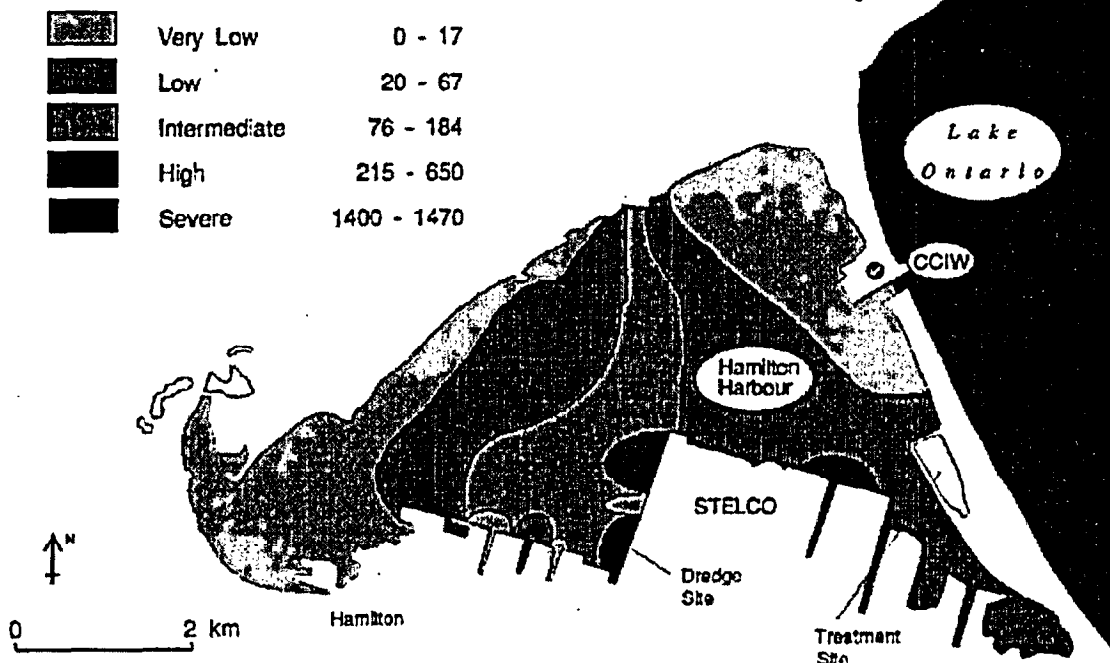 Very Low 0 - 17
Low 20 - 67
Intermediate 76 - 184
High 215 - 650
Severe 1400 - 1470
Lake
Ontario
CCIW
Hamilton
Harbour
STELCO
N
Dredge
Site
Hamilton
0 2 km
Treatment
Site